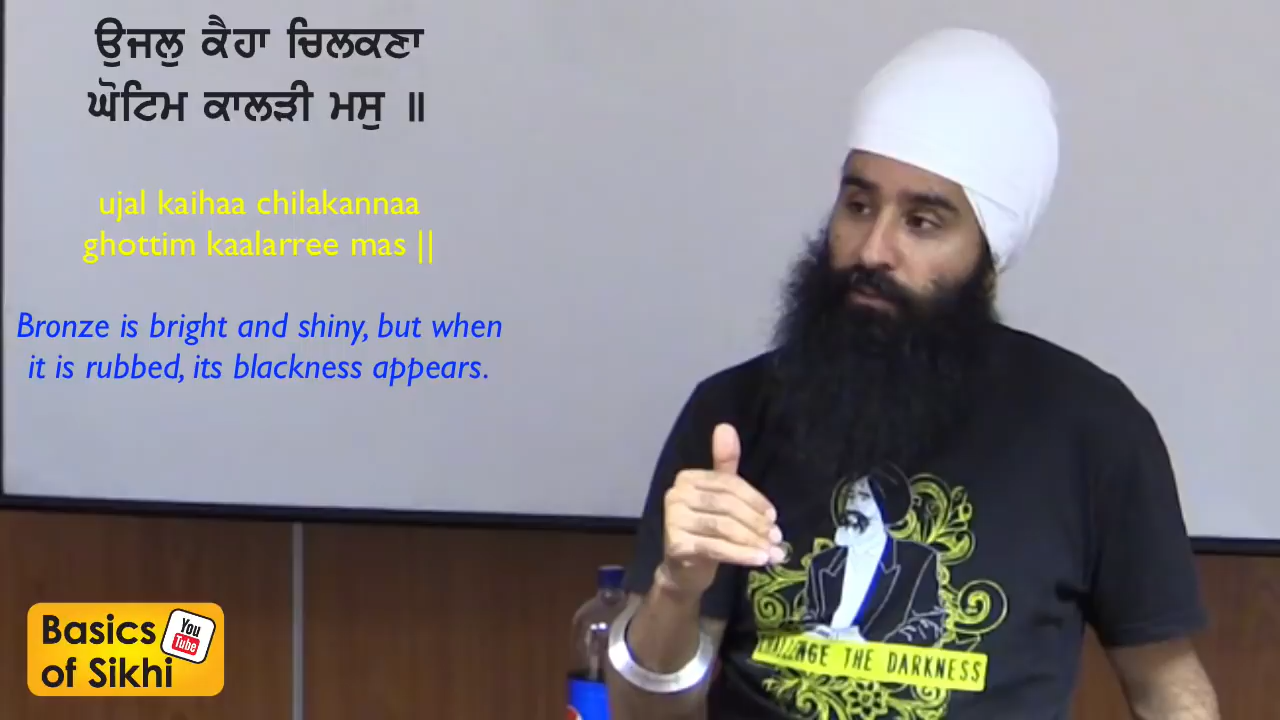 ਉਜਲੁ ਕੈਹਾ ਚਿਲਕਣਾ
ਘੋਟਿਮ ਕਾਲੜੀ ਮਸੁ ॥
ujal kaihaa chilakannaa
ghottim kaalarree mas ||
Bronze is bright and shiny, but when
it is rubbed, its blackness appears.
CHALLENGE THE DARKNESS
Basics
of Sikhi
You
Tube